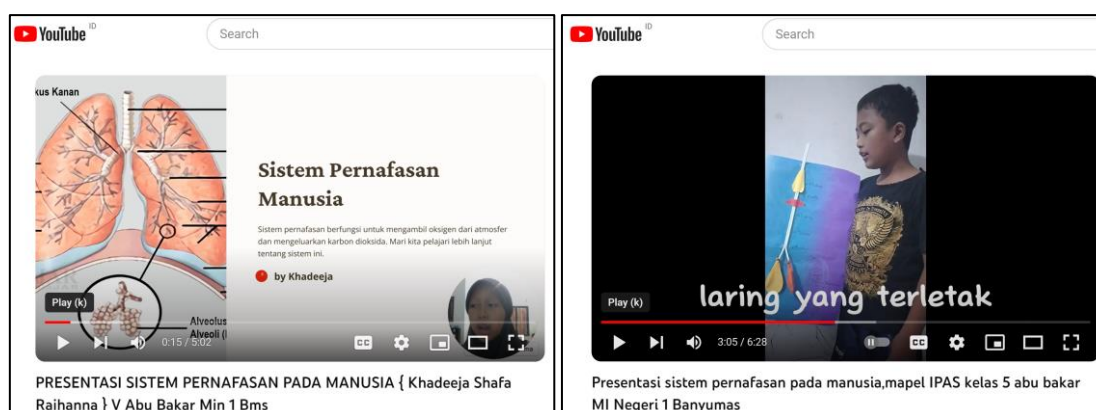 YouTube ID
Search
kus Kanan
Sistem Pernafasan
Manusia
Sistem pernafasan berfungsi untuk mengambil oksigen dari atmosfer
dan mengeluarkan karbon dioksida. Mari kita pelajari lebih lanjut
tentang sistem ini.
by Khadeeja
Play (k)
Alveolus
Alveoli (
0:15 / 5:02
CC
PRESENTASI SISTEM PERNAFASAN PADA MANUSIA { Khadeeja Shafa
Raihanna } V Abu Bakar Min 1 Bms
YouTube ID
Search
laring yang terletak
Play (k)
3:05 / 6:28
CC
Presentasi sistem pernafasan pada manusia,mapel IPAS kelas 5 abu bakar
MI Negeri 1 Banyumas